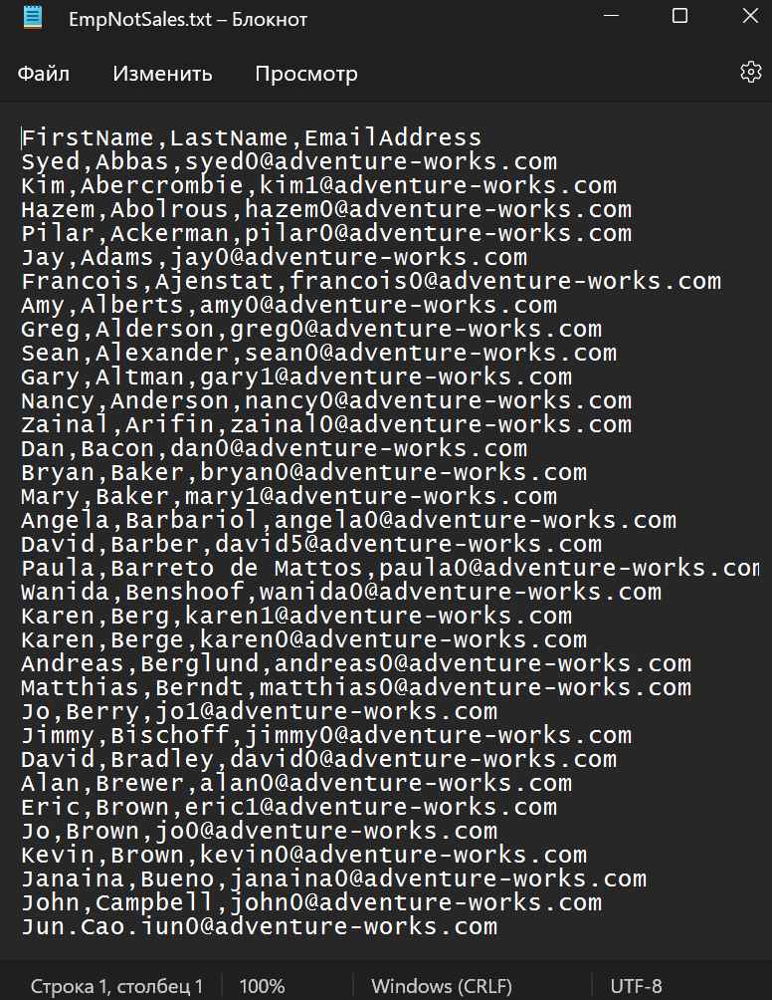 EmpNotSales.txt – Блокнот
Файл Изменить Просмотр
FirstName,LastName,EmailAddress
Syed,Abbas,syed0@adventure-works.com
Kim,Abercrombie,kim1@adventure-works.com
Hazem,Abolrous,hazem0@adventure-works.com
Pilar,Ackerman,pilar0@adventure-works.com
Jay,Adams,jay0@adventure-works.com
Francois,Ajenstat,francois0@adventure-works.com
Amy,Alberts,amy0@adventure-works.com
Greg,Alderson,greg0@adventure-works.com
Sean,Alexander,sean0@adventure-works.com
Gary,Altman,gary1@adventure-works.com
Nancy,Anderson,nancy0@adventure-works.com
Zainal,Arifin,zainal0@adventure-works.com
Dan,Bacon,dan0@adventure-works.com
Bryan,Baker,bryan0@adventure-works.com
Mary,Baker,mary1@adventure-works.com
Angela,Barbariol,angela0@adventure-works.com
David,Barber,david5@adventure-works.com
Paula,Barreto de Mattos,paula0@adventure-works.com
Wanida,Benshoof,wanida0@adventure-works.com
Karen,Berg,karen1@adventure-works.com
Karen,Berge,karen0@adventure-works.com
Andreas,Berglund,andreas0@adventure-works.com
Matthias,Berndt,matthias0@adventure-works.com
Jo,Berry,jo1@adventure-works.com
Jimmy,Bischoff,jimmy0@adventure-works.com
David,Bradley,david0@adventure-works.com
Alan,Brewer,alan0@adventure-works.com
Eric,Brown,eric1@adventure-works.com
Jo,Brown,jo0@adventure-works.com
Kevin,Brown,kevin0@adventure-works.com
Janaina,Bueno,janaina0@adventure-works.com
John,Campbell,john0@adventure-works.com
Jun,Cao,jun0@adventure-works.com
Строка 1, столбец 1 100% Windows (CRLF) UTF-8